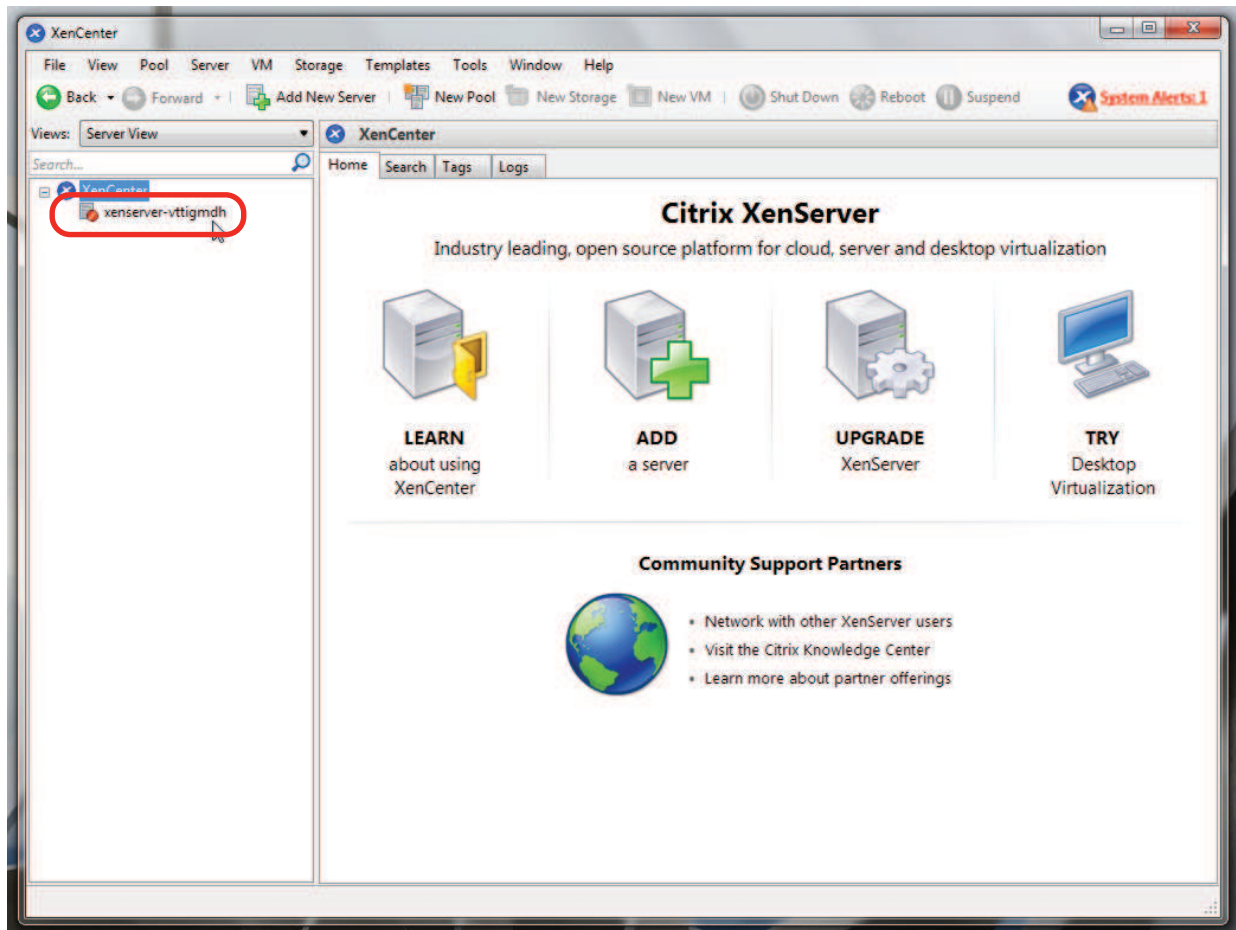 XenCenter
File View Pool Server VM Storage Templates Tools Window Help
Back Forward Add New Server New Pool New Storage New VM Shut Down Reboot Suspend System Alerts: 1
Views: Server View XenCenter
Search... Home Search Tags Logs
XenCenter
xenserver-vttigmdh
Citrix XenServer
Industry leading, open source platform for cloud, server and desktop virtualization
LEARN
about using
XenCenter
ADD
a server
UPGRADE
XenServer
TRY
Desktop
Virtualization
Community Support Partners
• Network with other XenServer users
• Visit the Citrix Knowledge Center
• Learn more about partner offerings